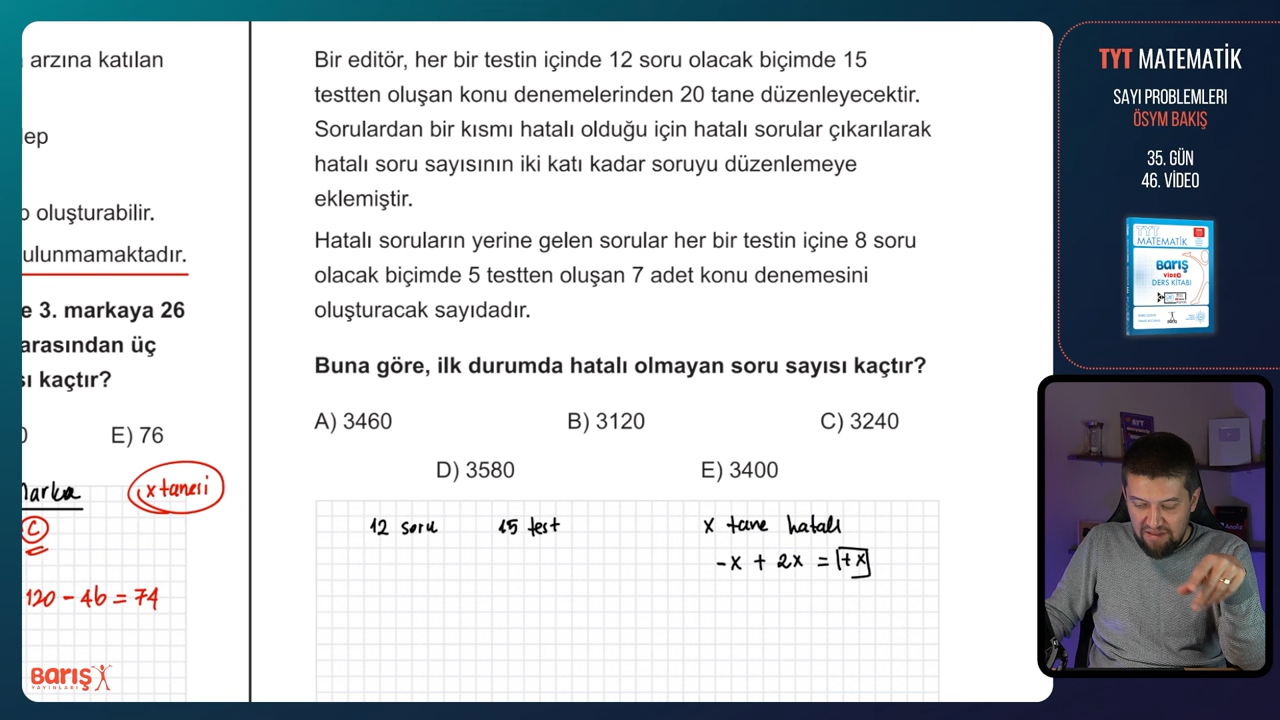 arzına katılan
ep
oluşturabilir.
ulunmamaktadır.
e 3. markaya 26
arasından üç
sı kaçtır?
E) 76
arka
x tanesi
C
120 - 46 = 74
BARIŞ
YAYINLARI
Bir editör, her bir testin içinde 12 soru olacak biçimde 15
testten oluşan konu denemelerinden 20 tane düzenleyecektir.
Sorulardan bir kısmı hatalı olduğu için hatalı sorular çıkarılarak
hatalı soru sayısının iki katı kadar soruyu düzenlemeye
eklemiştir.
Hatalı soruların yerine gelen sorular her bir testin içine 8 soru
olacak biçimde 5 testten oluşan 7 adet konu denemesini
oluşturacak sayıdadır.
Buna göre, ilk durumda hatalı olmayan soru sayısı kaçtır?
A) 3460 B) 3120 C) 3240
D) 3580 E) 3400
12 soru 15 test x tane hatalı
-x + 2x = +x
TYT MATEMATİK
SAYI PROBLEMLERI
ÖSYM BAKIŞ
35. GÜN
46. VİDEO
TYT
MATEMATİK
BARIŞ
VİDEO
DERS KİTABI